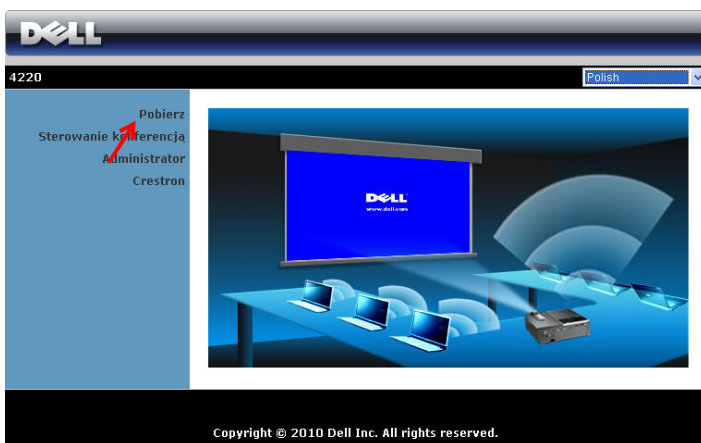 DELL
4220
Polish
Pobierz
Sterowanie konferencją
Administrator
Crestron
DELL
www.dell.com
Copyright © 2010 Dell Inc. All rights reserved.